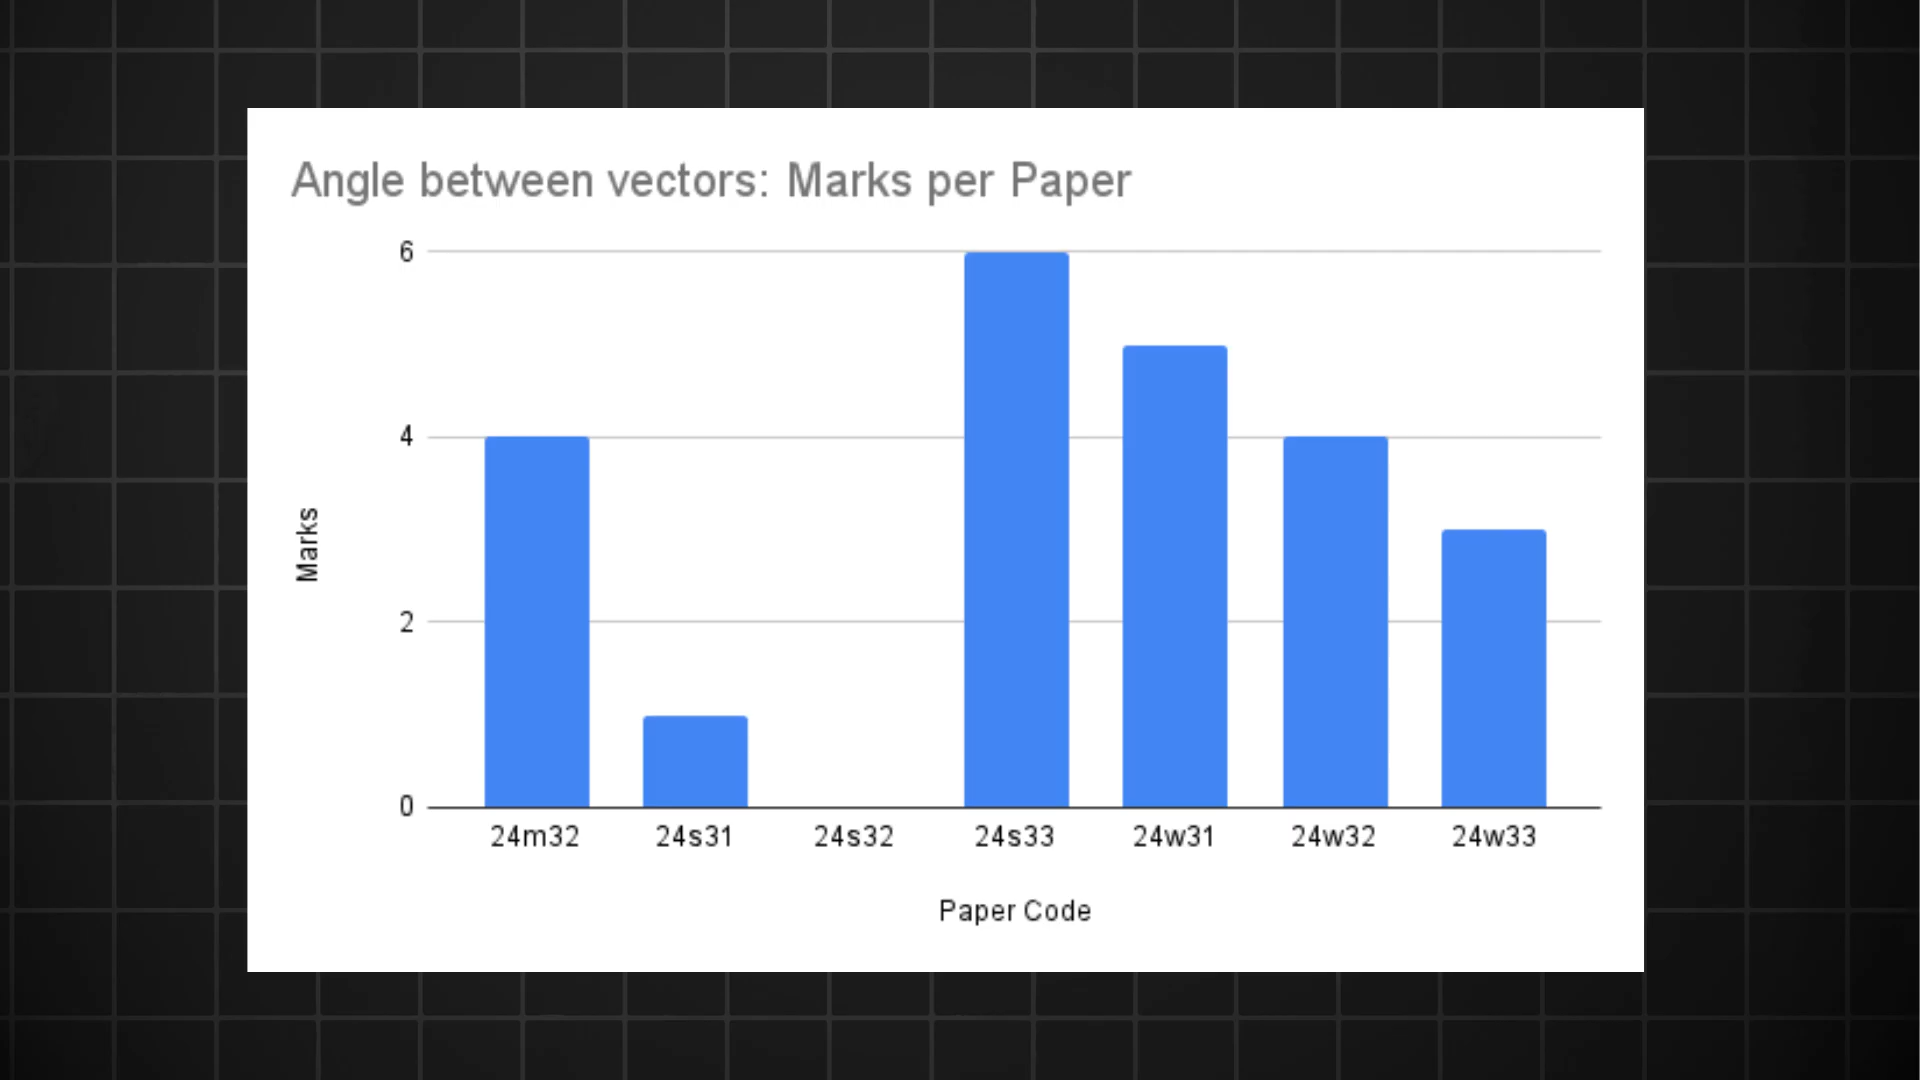 Angle between vectors: Marks per Paper
6
4
2
0
Marks
24m32 24s31 24s32 24s33 24w31 24w32 24w33
Paper Code